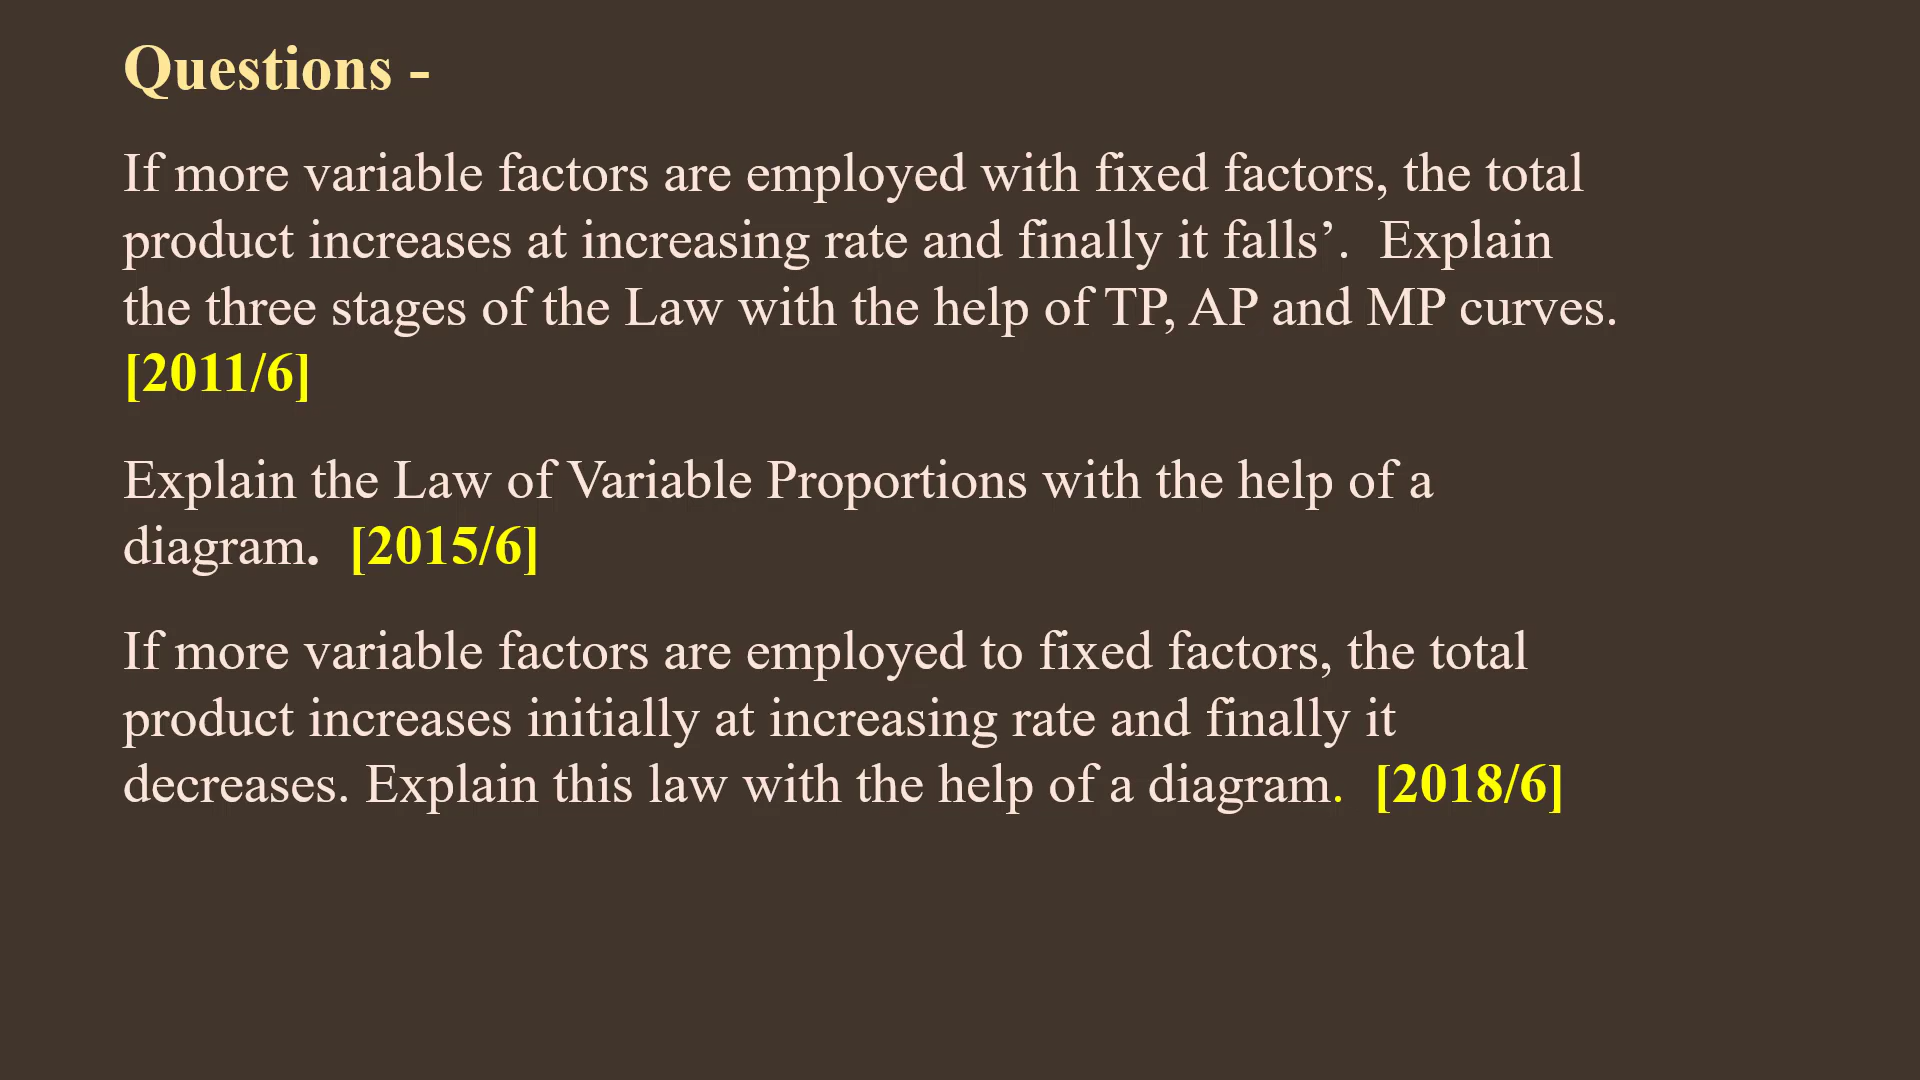 Questions -
If more variable factors are employed with fixed factors, the total
product increases at increasing rate and finally it falls’.  Explain
the three stages of the Law with the help of TP, AP and MP curves.
[2011/6]
Explain the Law of Variable Proportions with the help of a
diagram.  [2015/6]
If more variable factors are employed to fixed factors, the total
product increases initially at increasing rate and finally it
decreases. Explain this law with the help of a diagram.  [2018/6]